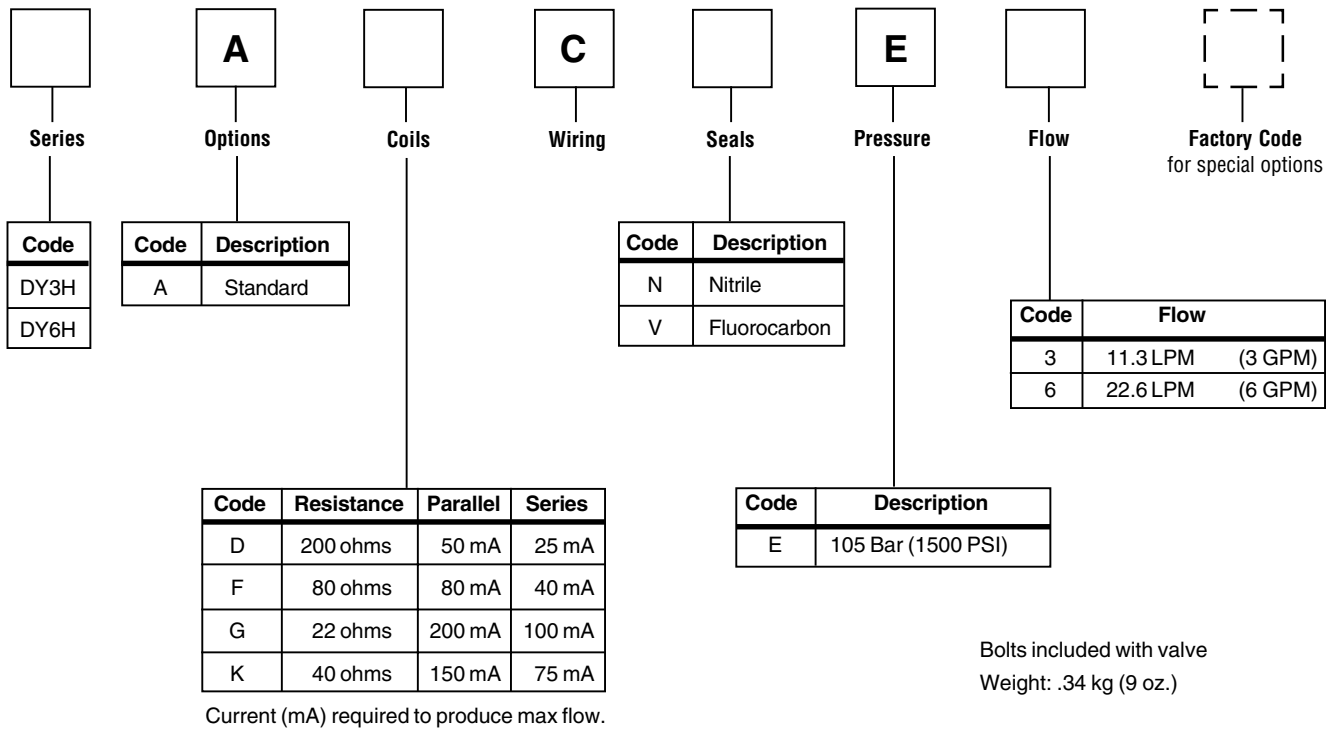 A C E
Series Options Coils Wiring Seals Pressure Flow Factory Code
for special options
Code
DY3H
DY6H
Code Description
A Standard
Code Description
N Nitrile
V Fluorocarbon
Code Flow
3 11.3 LPM (3 GPM)
6 22.6 LPM (6 GPM)
Code Resistance Parallel Series
D 200 ohms 50 mA 25 mA
F 80 ohms 80 mA 40 mA
G 22 ohms 200 mA 100 mA
K 40 ohms 150 mA 75 mA
Current (mA) required to produce max flow.
Code Description
E 105 Bar (1500 PSI)
Bolts included with valve
Weight: .34 kg (9 oz.)